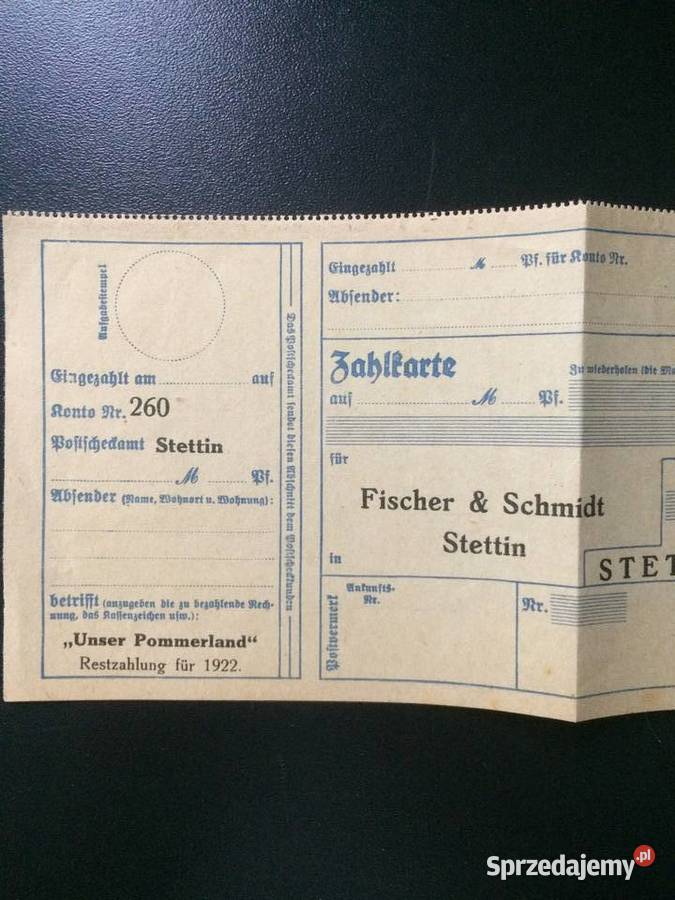 Aufgabestempel
Eingezahlt am ............ auf
Konto Nr. 260
Postscheckamt Stettin
............ M ...... Pf.
Absender (Name, Wohnort u. Wohnung):
betrifft (anzugeben die zu bezahlende Rech-
nung, das Kassenzeichen usw.):
„Unser Pommerland“
Restzahlung für 1922.
Das Postscheckamt sendet diesen Abschnitt dem Postscheckkunden
Eingezahlt ............ M ...... Pf. für Konto Nr.
Absender:
Zahlkarte
Zu wiederholen (die Ma
auf ............ M ...... Pf.
für
Fischer & Schmidt
Stettin
in
STET
Postvermerk
Ankunfts-
Nr.
Nr.
Sprzedajemy.pl